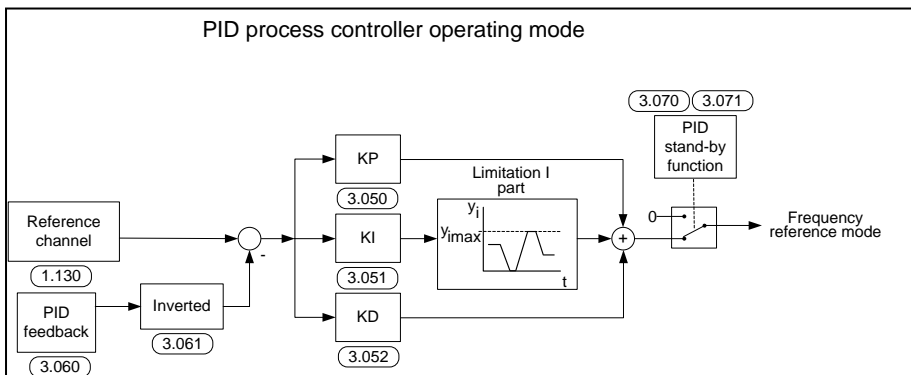 PID process controller operating mode
3.070
3.071
PID
stand-by
function
KP
3.050
Limitation I
part
yi
yimax
t
0
Frequency
reference mode
Reference
channel
1.130
-
KI
3.051
+
PID
feedback
3.060
Inverted
3.061
KD
3.052